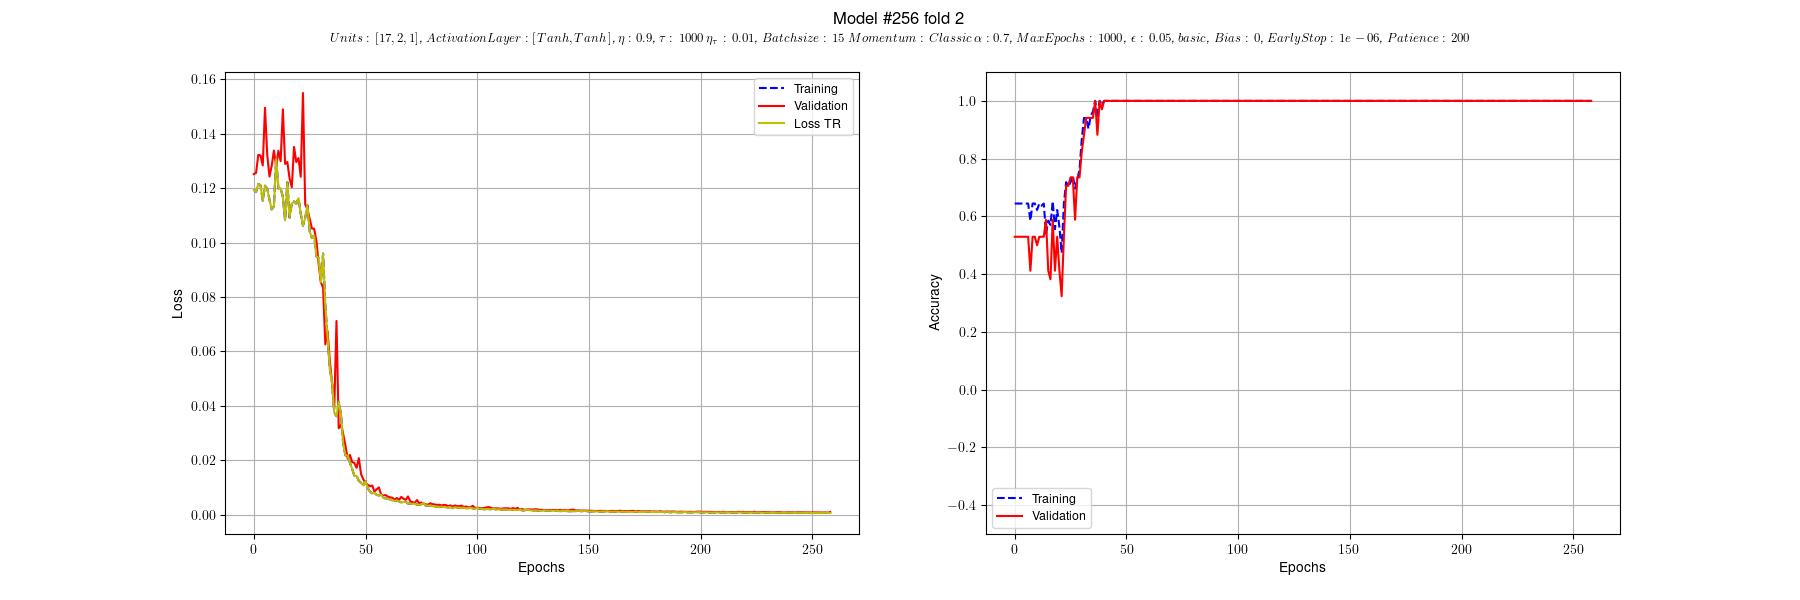 Model #256 fold 2
Units : [17, 2, 1], ActivationLayer : [Tanh, Tanh], η : 0.9, τ : 1000 η_τ : 0.01, Batchsize : 15 Momentum : Classic α : 0.7, MaxEpochs : 1000, ϵ : 0.05, basic, Bias : 0, EarlyStop : 1e − 06, Patience : 200
0.16
0.14
0.12
0.10
0.08
0.06
0.04
0.02
0.00
Loss
0 50 100 150 200 250
Epochs
Training
Validation
Loss TR
1.0
0.8
0.6
0.4
0.2
0.0
−0.2
−0.4
Accuracy
0 50 100 150 200 250
Epochs
Training
Validation